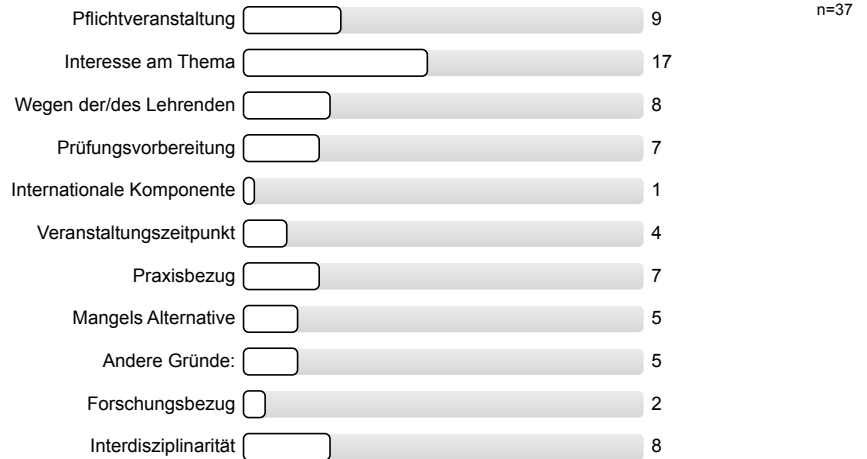 Pflichtveranstaltung 9 n=37
Interesse am Thema 17
Wegen der/des Lehrenden 8
Prüfungsvorbereitung 7
Internationale Komponente 1
Veranstaltungszeitpunkt 4
Praxisbezug 7
Mangels Alternative 5
Andere Gründe: 5
Forschungsbezug 2
Interdisziplinarität 8